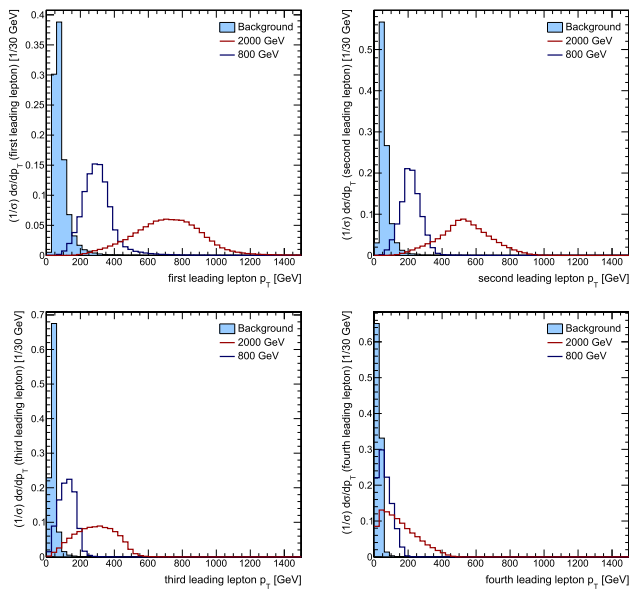 (1/σ) dσ/dp_T (first leading lepton) [1/30 GeV]
0.4
0.35
0.3
0.25
0.2
0.15
0.1
0.05
0
Background
2000 GeV
800 GeV
0 200 400 600 800 1000 1200 1400
first leading lepton p_T [GeV]
(1/σ) dσ/dp_T (second leading lepton) [1/30 GeV]
0.5
0.4
0.3
0.2
0.1
0
Background
2000 GeV
800 GeV
0 200 400 600 800 1000 1200 1400
second leading lepton p_T [GeV]
(1/σ) dσ/dp_T (third leading lepton) [1/30 GeV]
0.7
0.6
0.5
0.4
0.3
0.2
0.1
0
Background
2000 GeV
800 GeV
0 200 400 600 800 1000 1200 1400
third leading lepton p_T [GeV]
(1/σ) dσ/dp_T (fourth leading lepton) [1/30 GeV]
0.6
0.5
0.4
0.3
0.2
0.1
0
Background
2000 GeV
800 GeV
0 200 400 600 800 1000 1200 1400
fourth leading lepton p_T [GeV]